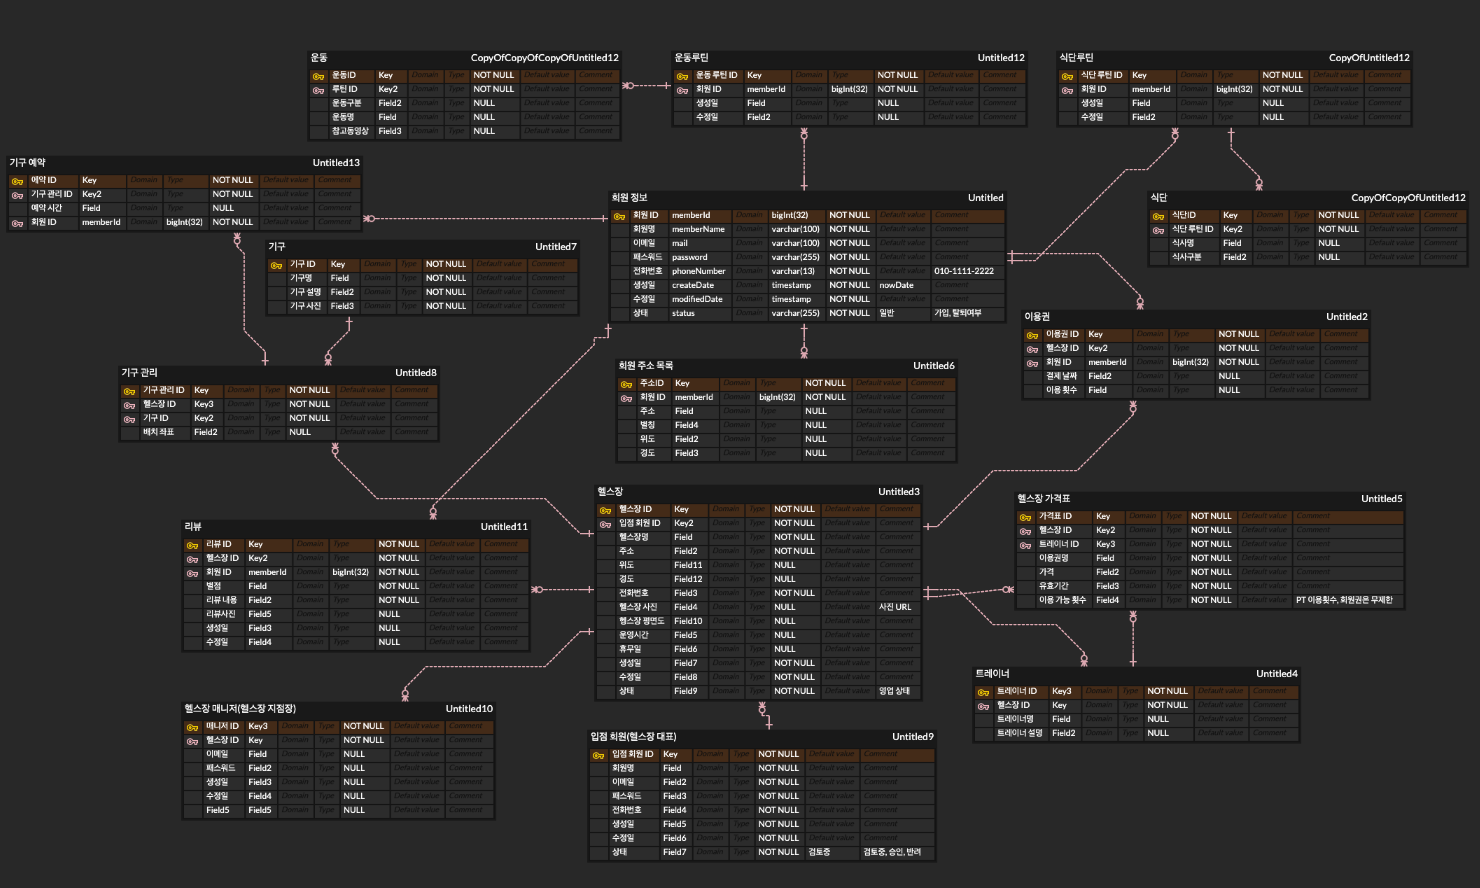 운동 CopyOfCopyOfCopyOfUntitled12
운동ID Key Domain Type NOT NULL Default value Comment
루틴 ID Key2 Domain Type NOT NULL Default value Comment
운동구분 Field2 Domain Type NULL Default value Comment
운동명 Field Domain Type NULL Default value Comment
참고동영상 Field3 Domain Type NULL Default value Comment
운동루틴 Untitled12
운동 루틴 ID Key Domain Type NOT NULL Default value Comment
회원 ID memberId Domain bigInt(32) NOT NULL Default value Comment
생성일 Field Domain Type NULL Default value Comment
수정일 Field2 Domain Type NULL Default value Comment
식단루틴 CopyOfUntitled12
식단 루틴 ID Key Domain Type NOT NULL Default value Comment
회원 ID memberId Domain bigInt(32) NOT NULL Default value Comment
생성일 Field Domain Type NULL Default value Comment
수정일 Field2 Domain Type NULL Default value Comment
기구 예약 Untitled13
예약 ID Key Domain Type NOT NULL Default value Comment
기구 관리 ID Key2 Domain Type NOT NULL Default value Comment
예약 시간 Field Domain Type NULL Default value Comment
회원 ID memberId Domain bigInt(32) NOT NULL Default value Comment
회원 정보 Untitled
회원 ID memberId Domain bigInt(32) NOT NULL Default value Comment
회원명 memberName Domain varchar(100) NOT NULL Default value Comment
이메일 mail Domain varchar(100) NOT NULL Default value Comment
패스워드 password Domain varchar(255) NOT NULL Default value Comment
전화번호 phoneNumber Domain varchar(13) NOT NULL Default value 010-1111-2222
생성일 createDate Domain timestamp NOT NULL nowDate Comment
수정일 modifiedDate Domain timestamp NOT NULL Default value Comment
상태 status Domain varchar(255) NOT NULL 일반 가입, 탈퇴여부
식단 CopyOfCopyOfUntitled12
식단ID Key Domain Type NOT NULL Default value Comment
식단 루틴 ID Key2 Domain Type NOT NULL Default value Comment
식사명 Field Domain Type NULL Default value Comment
식사구분 Field2 Domain Type NULL Default value Comment
기구 Untitled7
기구 ID Key Domain Type NOT NULL Default value Comment
기구명 Field Domain Type NOT NULL Default value Comment
기구 설명 Field2 Domain Type NOT NULL Default value Comment
기구 사진 Field3 Domain Type NOT NULL Default value Comment
이용권 Untitled2
이용권 ID Key Domain Type NOT NULL Default value Comment
헬스장 ID Key2 Domain Type NOT NULL Default value Comment
회원 ID memberId Domain bigInt(32) NOT NULL Default value Comment
결제 날짜 Field2 Domain Type NULL Default value Comment
이용 횟수 Field Domain Type NOT NULL Default value Comment
기구 관리 Untitled8
기구 관리 ID Key Domain Type NOT NULL Default value Comment
헬스장 ID Key3 Domain Type NOT NULL Default value Comment
기구 ID Key2 Domain Type NOT NULL Default value Comment
배치 좌표 Field2 Domain Type NULL Default value Comment
회원 주소 목록 Untitled6
주소ID Key Domain Type NOT NULL Default value Comment
회원 ID memberId Domain bigInt(32) NOT NULL Default value Comment
주소 Field Domain Type NULL Default value Comment
별칭 Field4 Domain Type NULL Default value Comment
위도 Field2 Domain Type NULL Default value Comment
경도 Field3 Domain Type NULL Default value Comment
헬스장 Untitled3
헬스장 ID Key Domain Type NOT NULL Default value Comment
입점 회원 ID Key2 Domain Type NOT NULL Default value Comment
헬스장명 Field Domain Type NOT NULL Default value Comment
주소 Field2 Domain Type NOT NULL Default value Comment
위도 Field11 Domain Type NULL Default value Comment
경도 Field12 Domain Type NULL Default value Comment
전화번호 Field3 Domain Type NOT NULL Default value Comment
헬스장 사진 Field4 Domain Type NULL Default value 사진 URL
헹스장 평면도 Field10 Domain Type NULL Default value Comment
운영시간 Field5 Domain Type NULL Default value Comment
휴무일 Field6 Domain Type NULL Default value Comment
생성일 Field7 Domain Type NOT NULL Default value Comment
수정일 Field8 Domain Type NOT NULL Default value Comment
상태 Field9 Domain Type NOT NULL Default value 영업 상태
헬스장 가격표 Untitled5
가격표 ID Key Domain Type NOT NULL Default value Comment
헬스장 ID Key2 Domain Type NOT NULL Default value Comment
트레이너 ID Key3 Domain Type NOT NULL Default value Comment
이용권명 Field Domain Type NOT NULL Default value Comment
가격 Field2 Domain Type NOT NULL Default value Comment
유효기간 Field3 Domain Type NOT NULL Default value Comment
이용 가능 횟수 Field4 Domain Type NOT NULL Default value PT 이용횟수, 회원권은 무제한
리뷰 Untitled11
리뷰 ID Key Domain Type NOT NULL Default value Comment
헬스장 ID Key2 Domain Type NOT NULL Default value Comment
회원 ID memberId Domain bigInt(32) NOT NULL Default value Comment
별점 Field Domain Type NOT NULL Default value Comment
리뷰 내용 Field2 Domain Type NOT NULL Default value Comment
리뷰사진 Field5 Domain Type NULL Default value Comment
생성일 Field3 Domain Type NULL Default value Comment
수정일 Field4 Domain Type NULL Default value Comment
트레이너 Untitled4
트레이너 ID Key3 Domain Type NOT NULL Default value Comment
헬스장 ID Key Domain Type NOT NULL Default value Comment
트레이너명 Field Domain Type NULL Default value Comment
트레이너 설명 Field2 Domain Type NULL Default value Comment
헬스장 매니저(헬스장 지점장) Untitled10
매니저 ID Key3 Domain Type NOT NULL Default value Comment
헬스장 ID Key Domain Type NOT NULL Default value Comment
이메일 Field Domain Type NULL Default value Comment
패스워드 Field2 Domain Type NULL Default value Comment
생성일 Field3 Domain Type NULL Default value Comment
수정일 Field4 Domain Type NULL Default value Comment
Field5 Field5 Domain Type NULL Default value Comment
입점 회원(헬스장 대표) Untitled9
입점 회원 ID Key Domain Type NOT NULL Default value Comment
회원명 Field Domain Type NOT NULL Default value Comment
이메일 Field2 Domain Type NOT NULL Default value Comment
패스워드 Field3 Domain Type NOT NULL Default value Comment
전화번호 Field4 Domain Type NOT NULL Default value Comment
생성일 Field5 Domain Type NOT NULL Default value Comment
수정일 Field6 Domain Type NOT NULL Default value Comment
상태 Field7 Domain Type NOT NULL 검토중 검토중, 승인, 반려